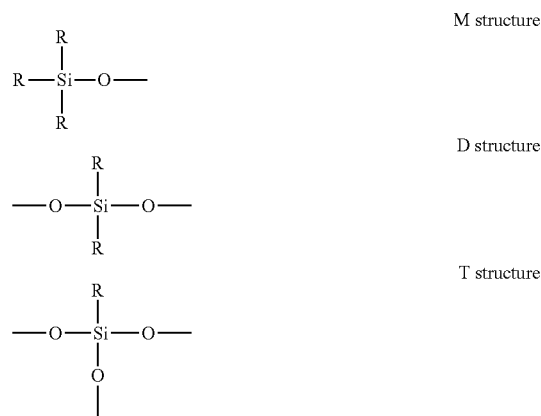 M structure
R
R—Si—O—
R
D structure
R
—O—Si—O—
R
T structure
R
—O—Si—O—
O